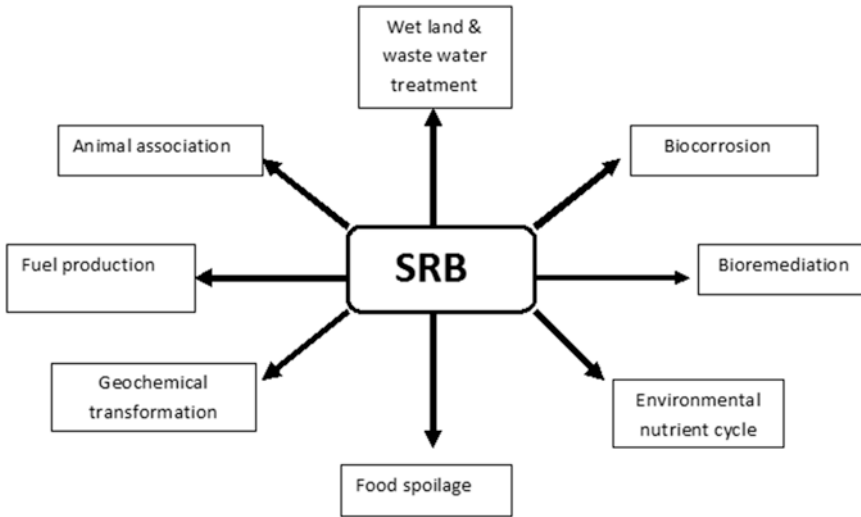 Wet land &
waste water
treatment
Animal association
Biocorrosion
Fuel production
SRB
Bioremediation
Geochemical
transformation
Environmental
nutrient cycle
Food spoilage